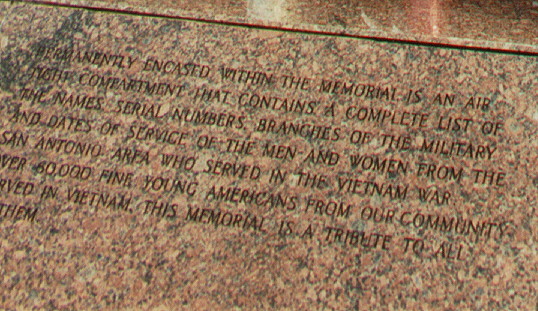 PERMANENTLY ENCASED WITHIN THE MEMORIAL IS AN AIR
TIGHT COMPARTMENT THAT CONTAINS A COMPLETE LIST OF
THE NAMES, SERIAL NUMBERS, BRANCHES OF THE MILITARY
AND DATES OF SERVICE OF THE MEN AND WOMEN FROM THE
SAN ANTONIO AREA WHO SERVED IN THE VIETNAM WAR.
OVER 80,000 FINE YOUNG AMERICANS FROM OUR COMMUNITY
RVED IN VIETNAM. THIS MEMORIAL IS A TRIBUTE TO ALL
THEM.